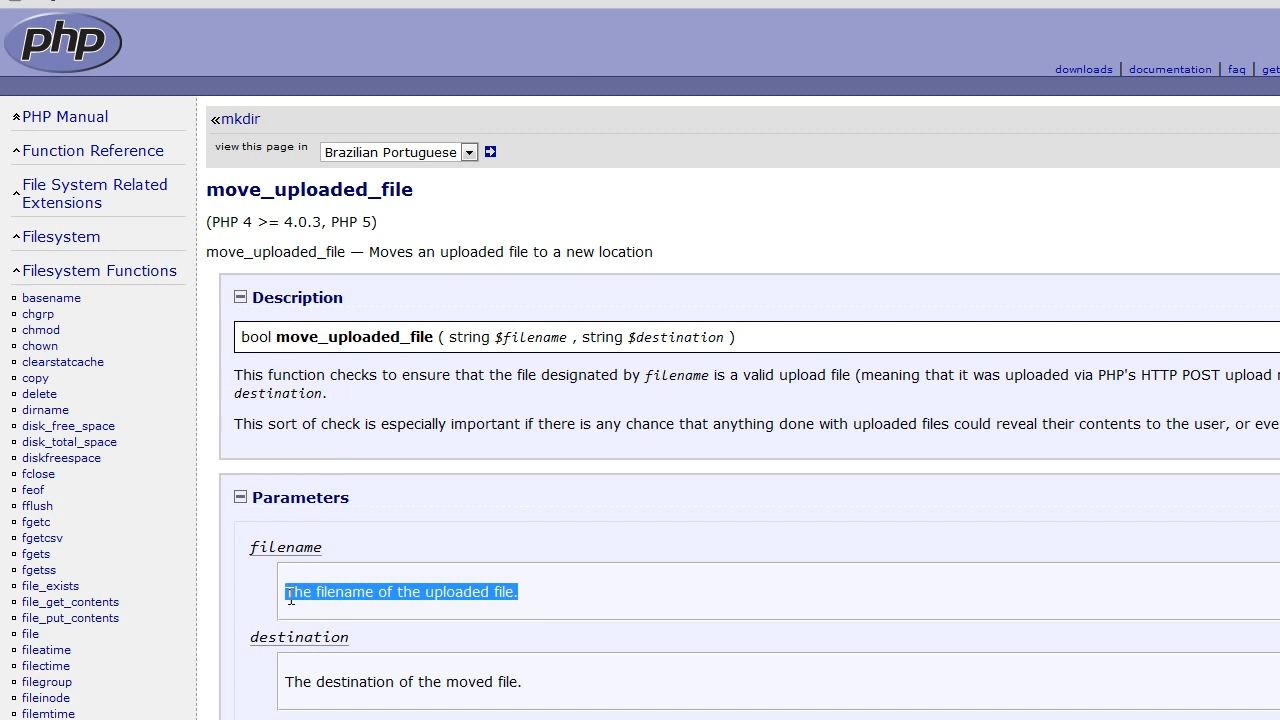 php
downloads | documentation | faq | get
PHP Manual
Function Reference
File System Related
Extensions
Filesystem
Filesystem Functions
basename
chgrp
chmod
chown
clearstatcache
copy
delete
dirname
disk_free_space
disk_total_space
diskfreespace
fclose
feof
fflush
fgetc
fgetcsv
fgets
fgetss
file_exists
file_get_contents
file_put_contents
file
fileatime
filectime
filegroup
fileinode
filemtime
«mkdir
view this page in Brazilian Portuguese
move_uploaded_file
(PHP 4 >= 4.0.3, PHP 5)
move_uploaded_file — Moves an uploaded file to a new location
Description
bool move_uploaded_file ( string $filename , string $destination )
This function checks to ensure that the file designated by filename is a valid upload file (meaning that it was uploaded via PHP's HTTP POST upload
destination.
This sort of check is especially important if there is any chance that anything done with uploaded files could reveal their contents to the user, or eve
Parameters
filename
The filename of the uploaded file.
destination
The destination of the moved file.